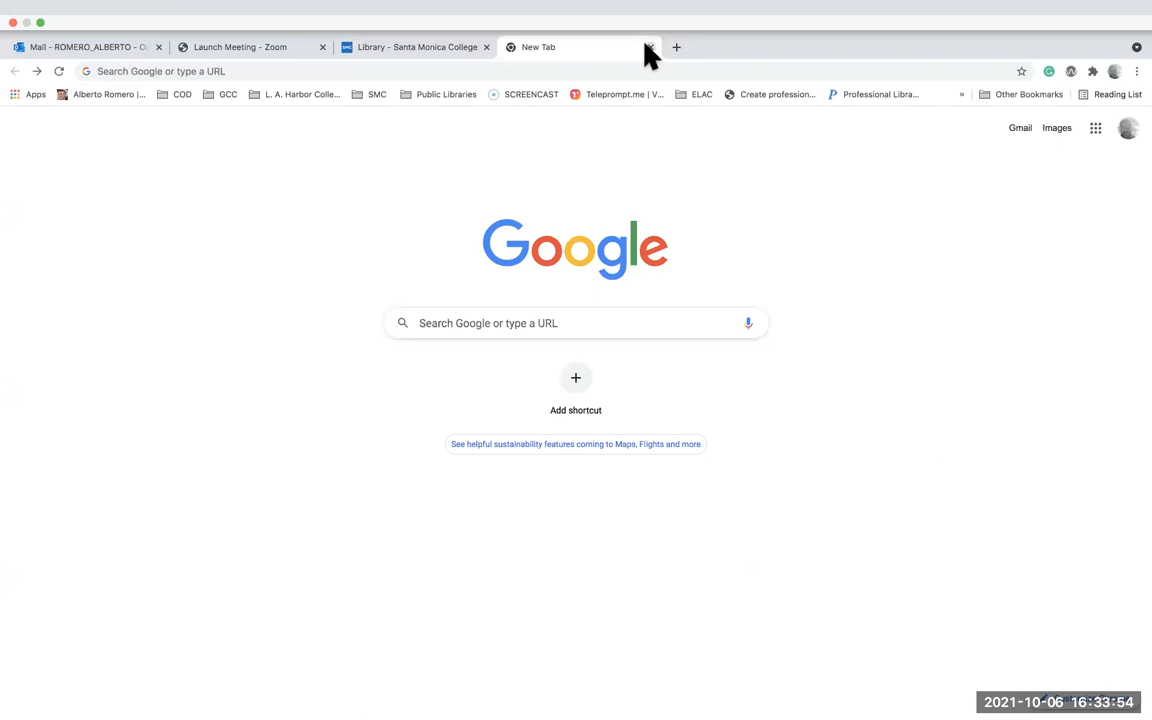 Mail - ROMERO_ALBERTO - O
Launch Meeting - Zoom
SMC Library - Santa Monica College
New Tab
Search Google or type a URL
Apps
Alberto Romero |...
COD
GCC
L. A. Harbor Colle...
SMC
Public Libraries
SCREENCAST
Teleprompt.me | V...
ELAC
Create profession...
Professional Libra...
»
Other Bookmarks
Reading List
Gmail
Images
Google
Search Google or type a URL
Add shortcut
See helpful sustainability features coming to Maps, Flights and more
2021-10-06 16:33:54